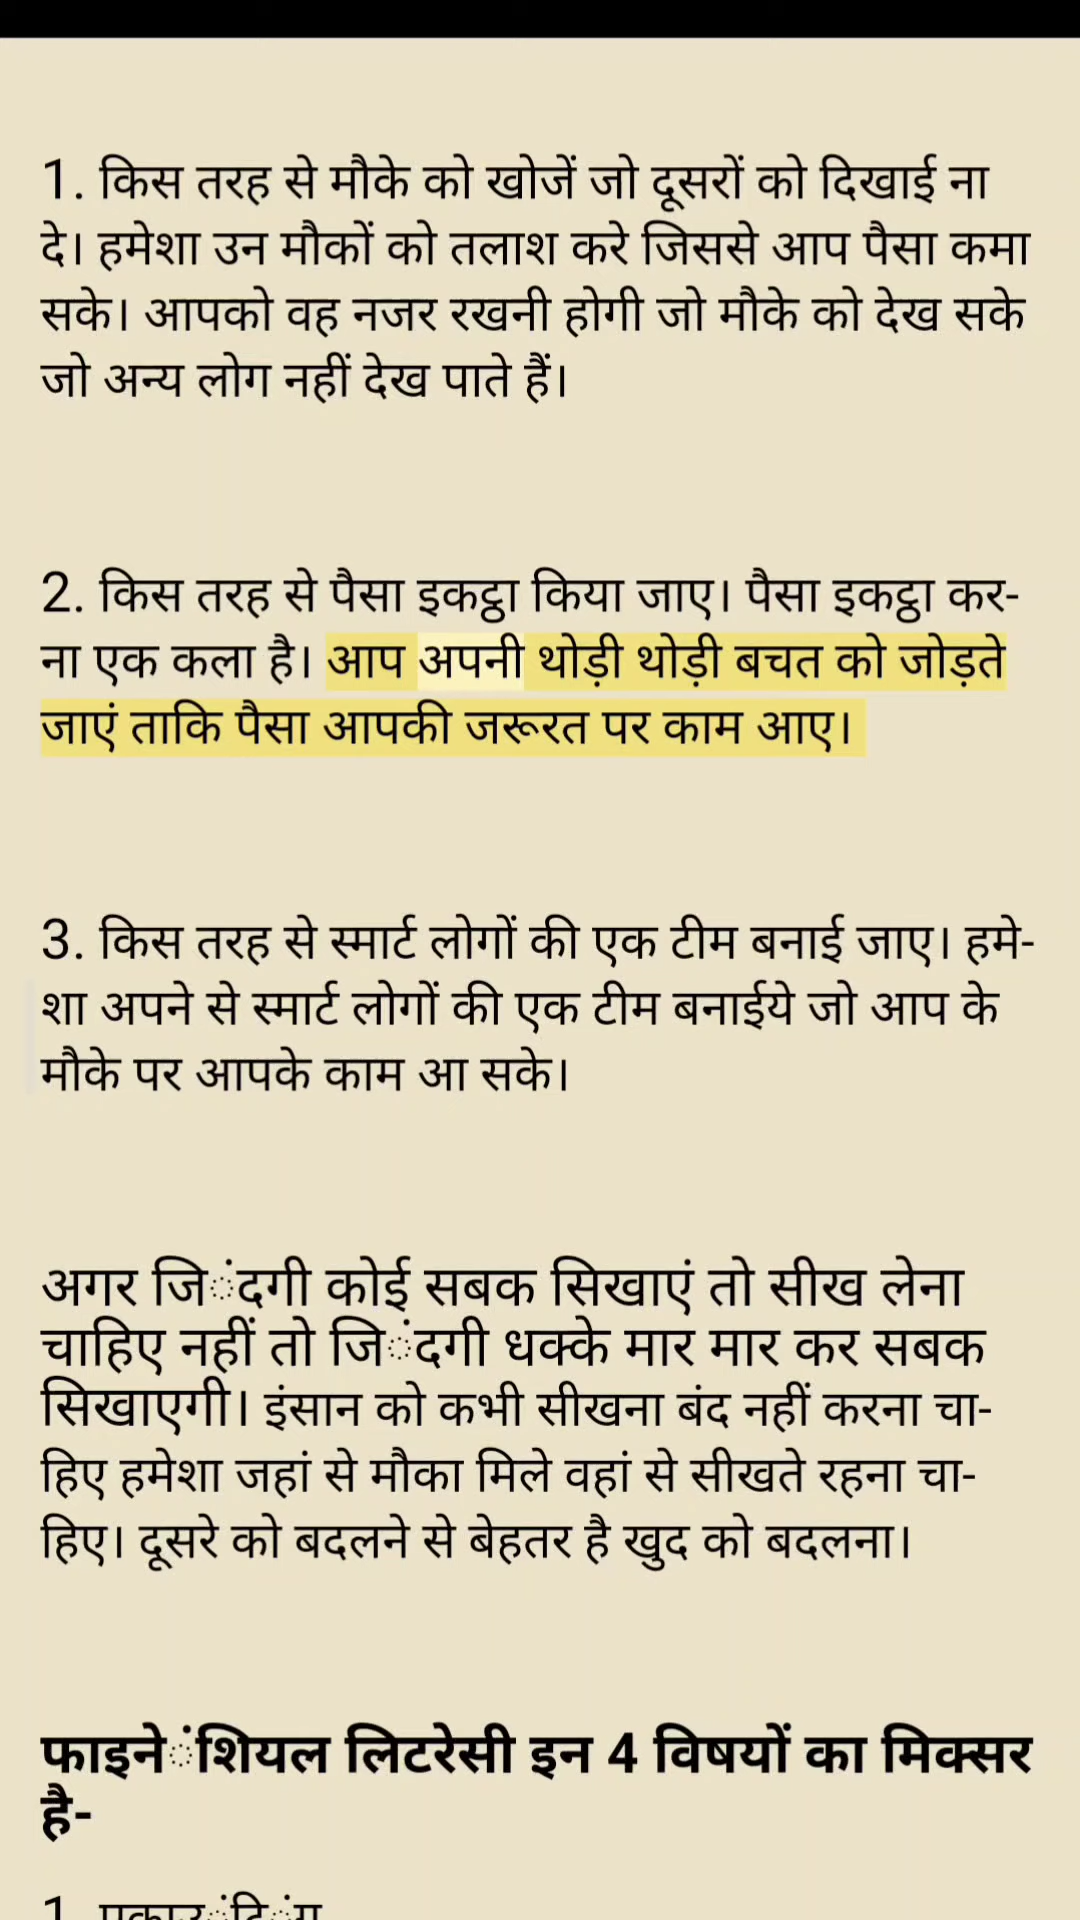 1. किस तरह से मौके को खोजें जो दूसरों को दिखाई ना
दे। हमेशा उन मौकों को तलाश करे जिससे आप पैसा कमा
सके। आपको वह नजर रखनी होगी जो मौके को देख सके
जो अन्य लोग नहीं देख पाते हैं।
2. किस तरह से पैसा इकट्ठा किया जाए। पैसा इकट्ठा कर-
ना एक कला है। आप अपनी थोड़ी थोड़ी बचत को जोड़ते
जाएं ताकि पैसा आपकी जरूरत पर काम आए।
3. किस तरह से स्मार्ट लोगों की एक टीम बनाई जाए। हमे-
शा अपने से स्मार्ट लोगों की एक टीम बनाईये जो आप के
मौके पर आपके काम आ सके।
अगर जिंदगी कोई सबक सिखाएं तो सीख लेना
चाहिए नहीं तो जिंदगी धक्के मार मार कर सबक
सिखाएगी। इंसान को कभी सीखना बंद नहीं करना चा-
हिए हमेशा जहां से मौका मिले वहां से सीखते रहना चा-
हिए। दूसरे को बदलने से बेहतर है खुद को बदलना।
फाइनेंशियल लिटरेसी इन 4 विषयों का मिक्सर
है-
1. एकाउंटिंग